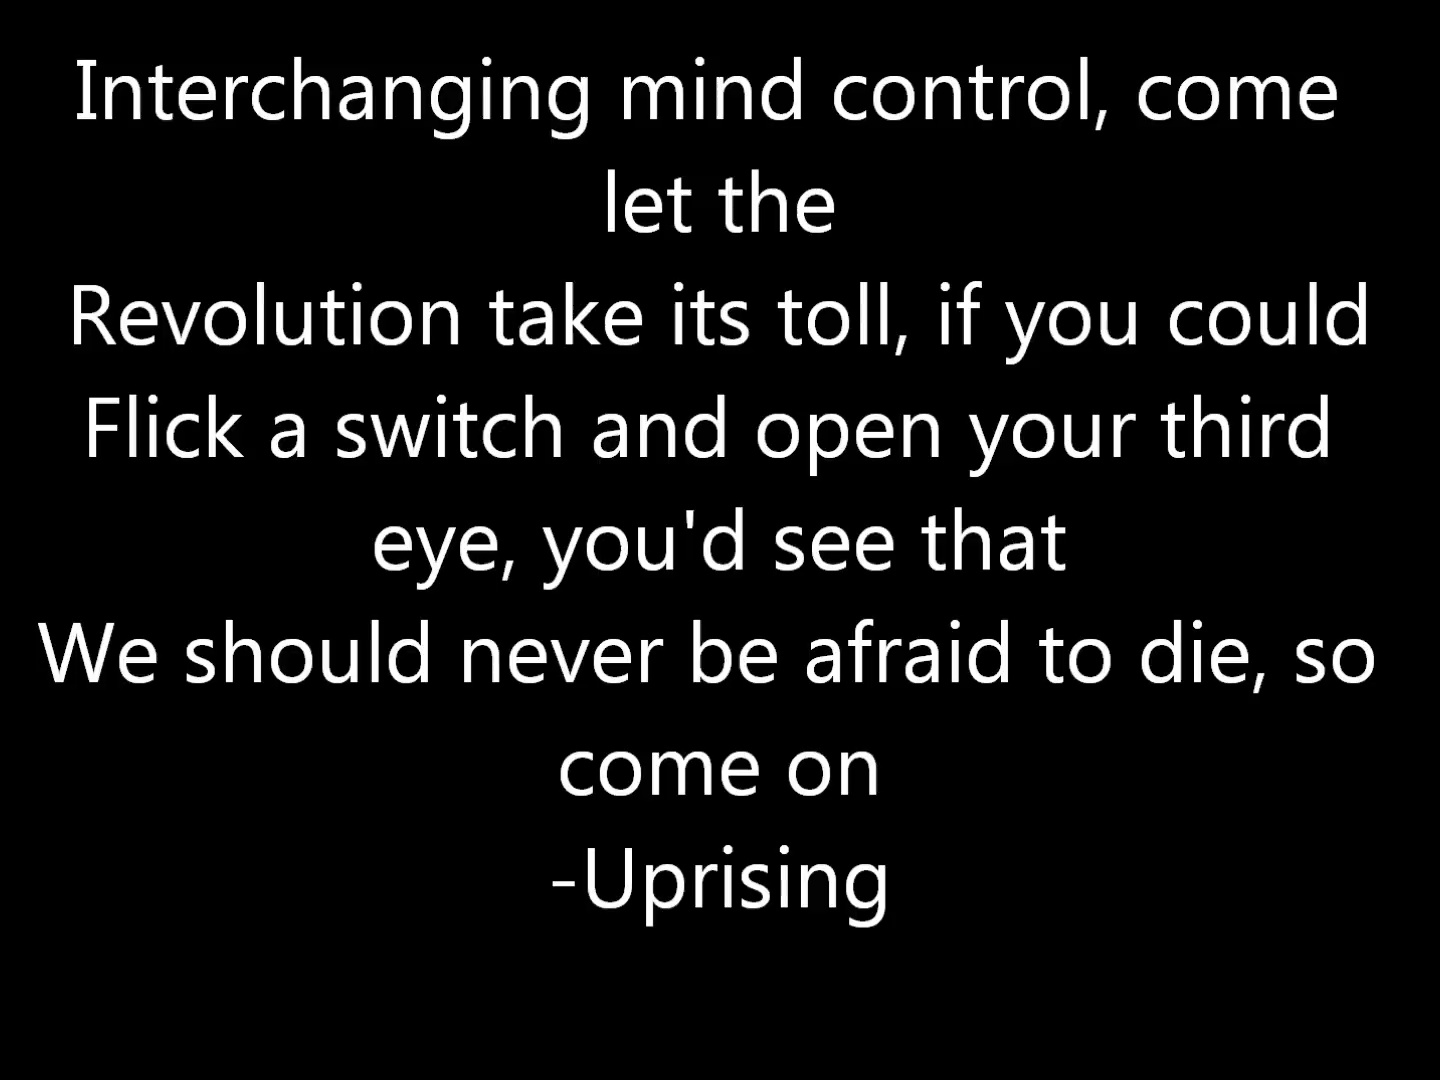 Interchanging mind control, come
let the
Revolution take its toll, if you could
Flick a switch and open your third
eye, you'd see that
We should never be afraid to die, so
come on
-Uprising